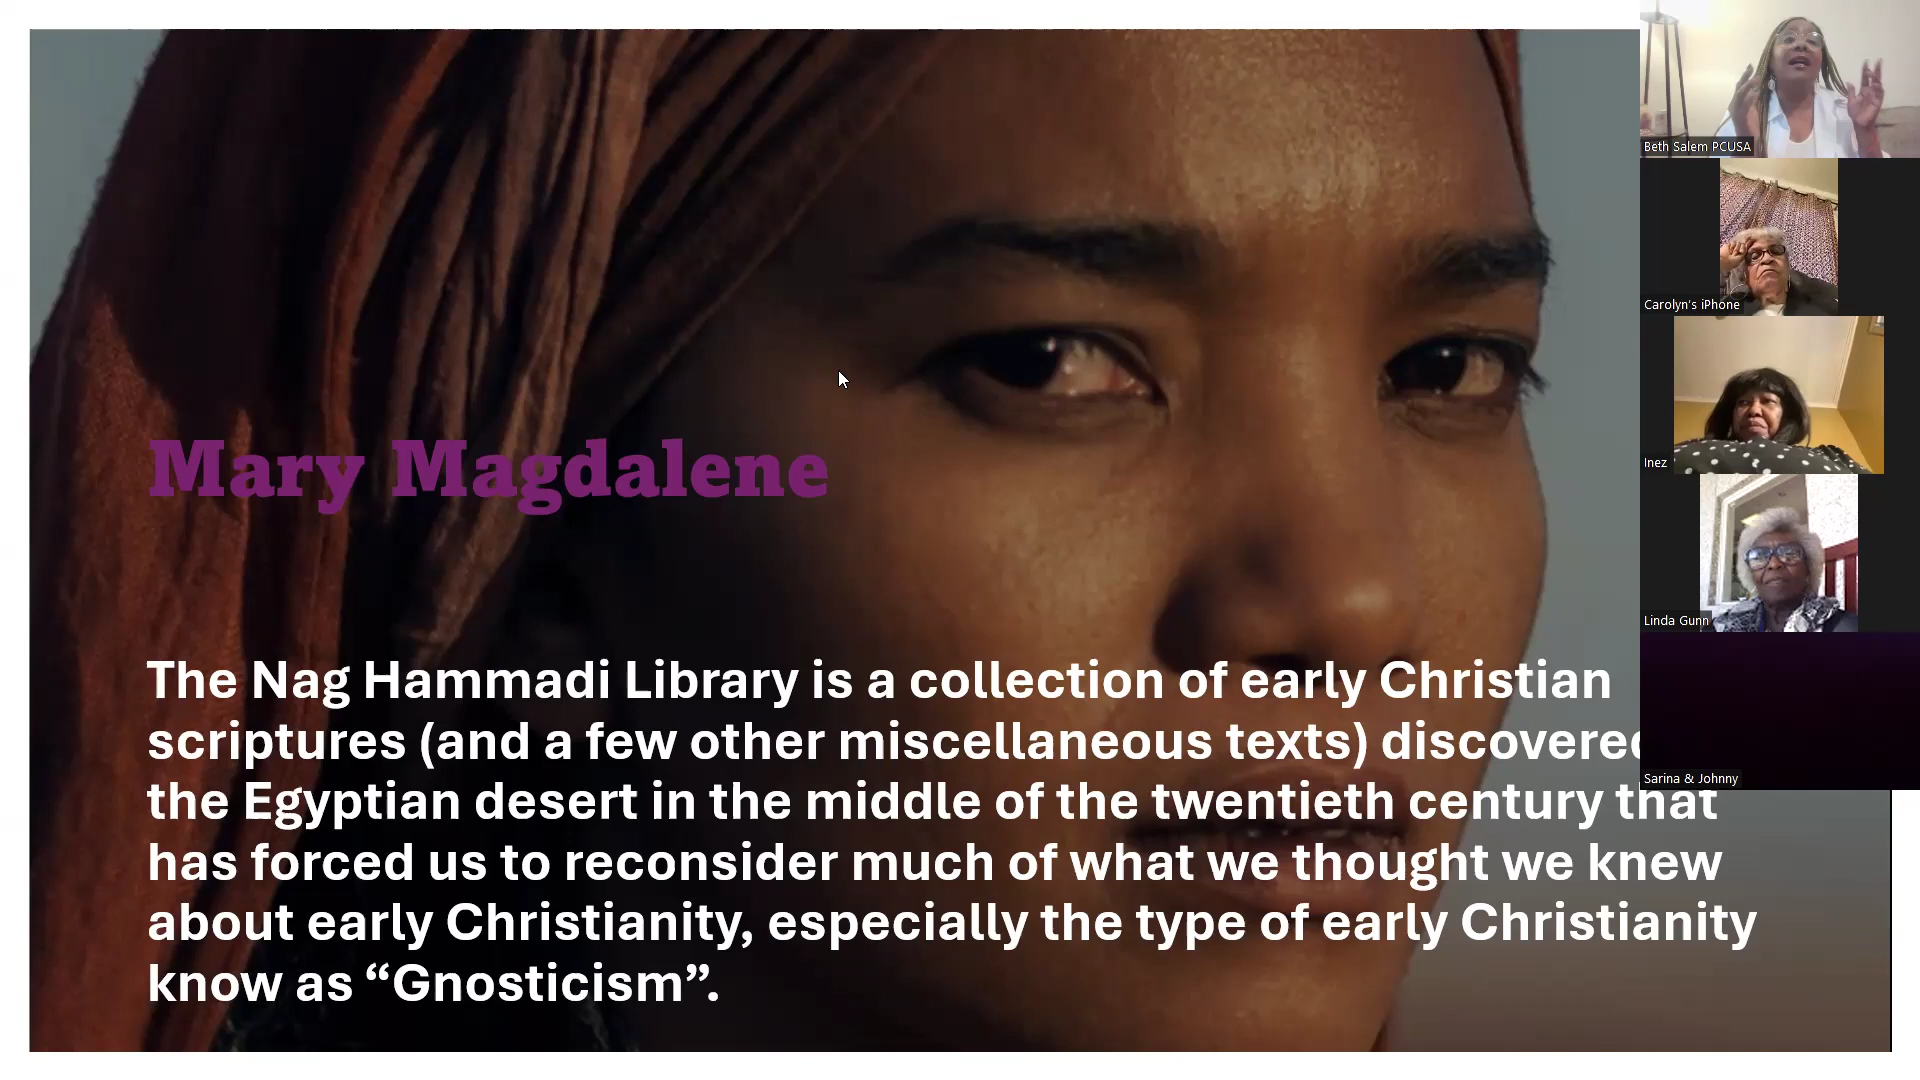 Mary Magdalene
The Nag Hammadi Library is a collection of early Christian
scriptures (and a few other miscellaneous texts) discovered
the Egyptian desert in the middle of the twentieth century that
has forced us to reconsider much of what we thought we knew
about early Christianity, especially the type of early Christianity
know as “Gnosticism”.
Beth Salem PCUSA
Carolyn's iPhone
Inez
Linda Gunn
Sarina & Johnny